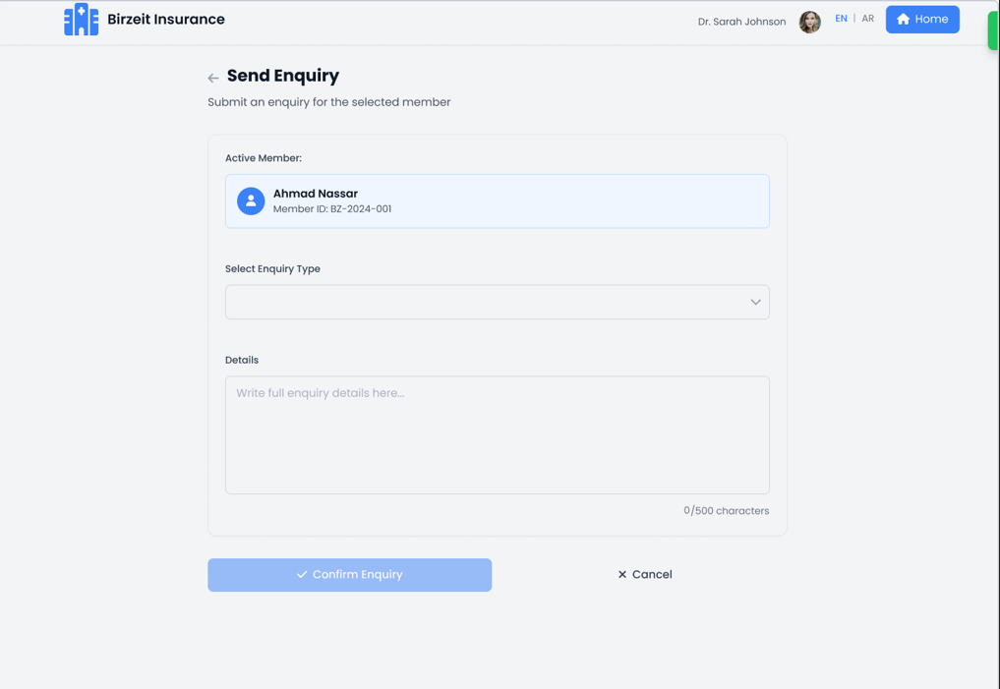 Birzeit Insurance
Dr. Sarah Johnson
EN | AR
Home
Send Enquiry
Submit an enquiry for the selected member
Active Member:
Ahmad Nassar
Member ID: BZ-2024-001
Select Enquiry Type
Details
Write full enquiry details here...
0/500 characters
Confirm Enquiry
Cancel